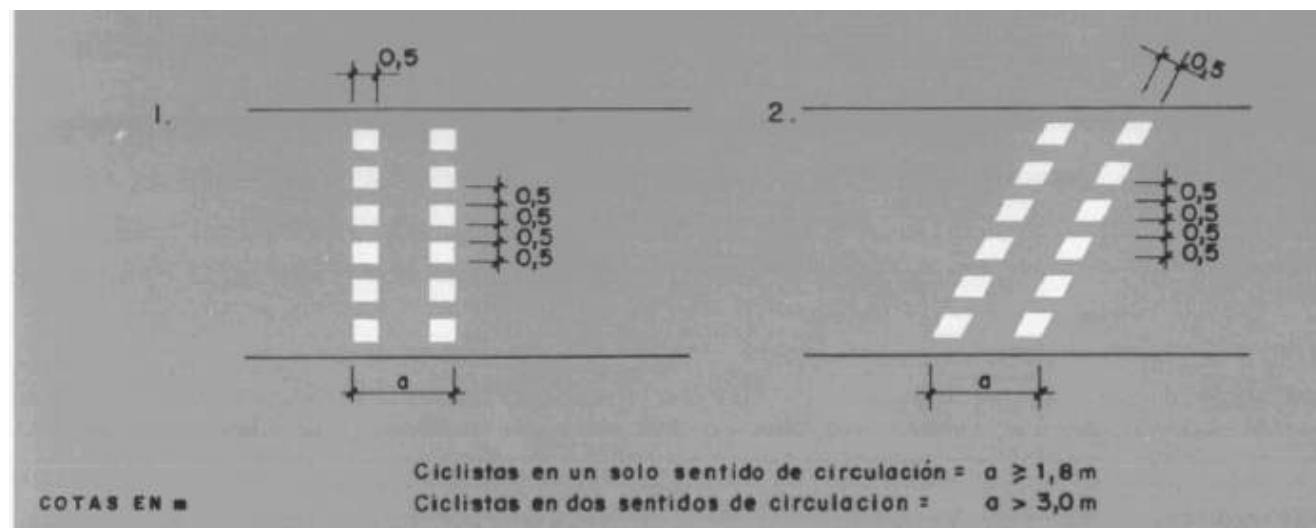 0,5
0,5
1.
2.
0,5
0,5
0,5
0,5
0,5
0,5
0,5
0,5
a
a
Ciclistas en un solo sentido de circulación = a ≥ 1,8 m
Ciclistas en dos sentidos de circulacion = a > 3,0 m
COTAS EN m